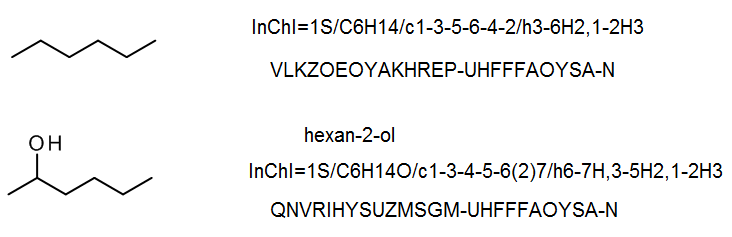 InChI=1S/C6H14/c1-3-5-6-4-2/h3-6H2,1-2H3
VLKZOEOYAKHREP-UHFFFAOYSA-N
OH
hexan-2-ol
InChI=1S/C6H14O/c1-3-4-5-6(2)7/h6-7H,3-5H2,1-2H3
QNVRIHYSUZMSGM-UHFFFAOYSA-N